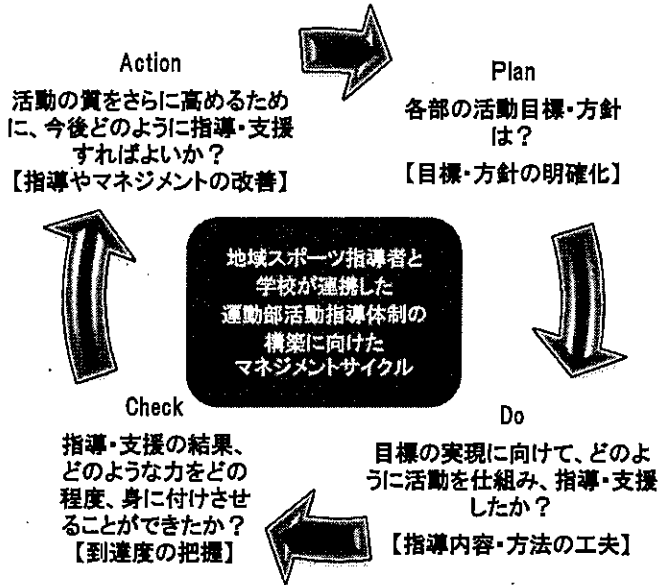 Action
活動の質をさらに高めるため
に、今後どのように指導・支援
すればよいか？
【指導やマネジメントの改善】
Plan
各部の活動目標・方針
は？
【目標・方針の明確化】
地域スポーツ指導者と
学校が連携した
運動部活動指導体制の
構築に向けた
マネジメントサイクル
Check
指導・支援の結果、
どのような力をどの
程度、身に付けさせ
ることができたか？
【到達度の把握】
Do
目標の実現に向けて、どのよ
うに活動を仕組み、指導・支援
したか？
【指導内容・方法の工夫】